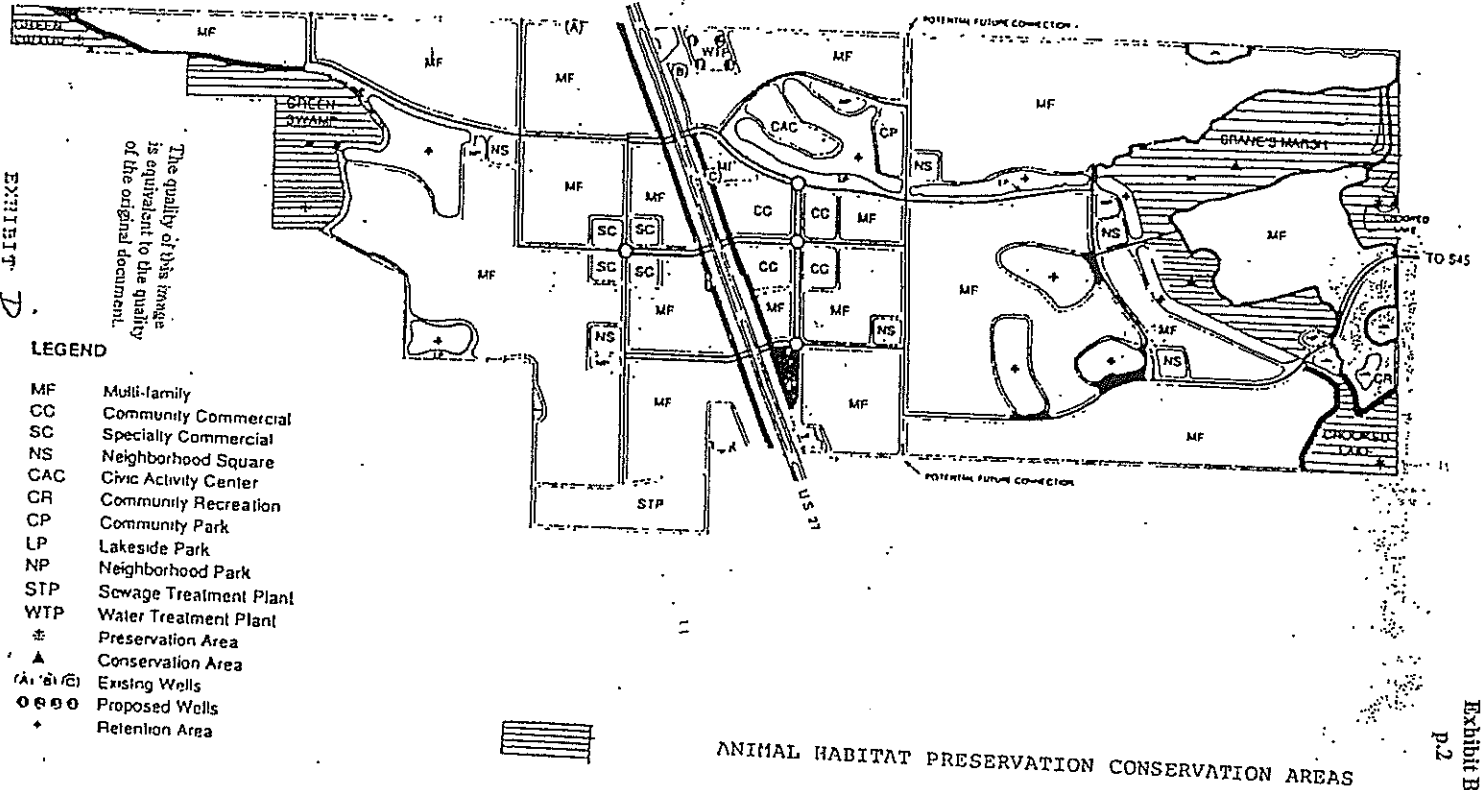 POTENTIAL FUTURE CONNECTION
GREEN
MF
MF
(A)
MF
WTP
(B)
MF
MF
GREEN
SWAMP
CAC
CP
CRANE'S MARSH
NS
NS
MF
MF
(C)
CC
CC
MF
SC
SC
NS
MF
CROOKED
LAKE
TO 545
MF
SC
SC
CC
CC
MF
MF
MF
MF
NS
NS
MF
NS
CR
MF
MF
MF
CROOKED
LAKE
STP
US 27
POTENTIAL FUTURE CONNECTION
The quality of this image
is equivalent to the quality
of the original document.
EXHIBIT D
LEGEND
MF Multi-family
CC Community Commercial
SC Specialty Commercial
NS Neighborhood Square
CAC Civic Activity Center
CR Community Recreation
CP Community Park
LP Lakeside Park
NP Neighborhood Park
STP Sewage Treatment Plant
WTP Water Treatment Plant
Preservation Area
▲ Conservation Area
(A) (B) (C) Existing Wells
Proposed Wells
+ Retention Area
ANIMAL HABITAT PRESERVATION CONSERVATION AREAS
Exhibit B
p.2